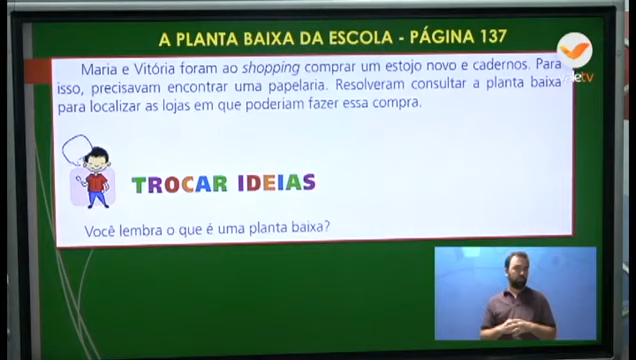 A PLANTA BAIXA DA ESCOLA - PÁGINA 137
Maria e Vitória foram ao shopping comprar um estojo novo e cadernos. Para
isso, precisavam encontrar uma papelaria. Resolveram consultar a planta baixa
para localizar as lojas em que poderiam fazer essa compra.
TROCAR IDEIAS
Você lembra o que é uma planta baixa?